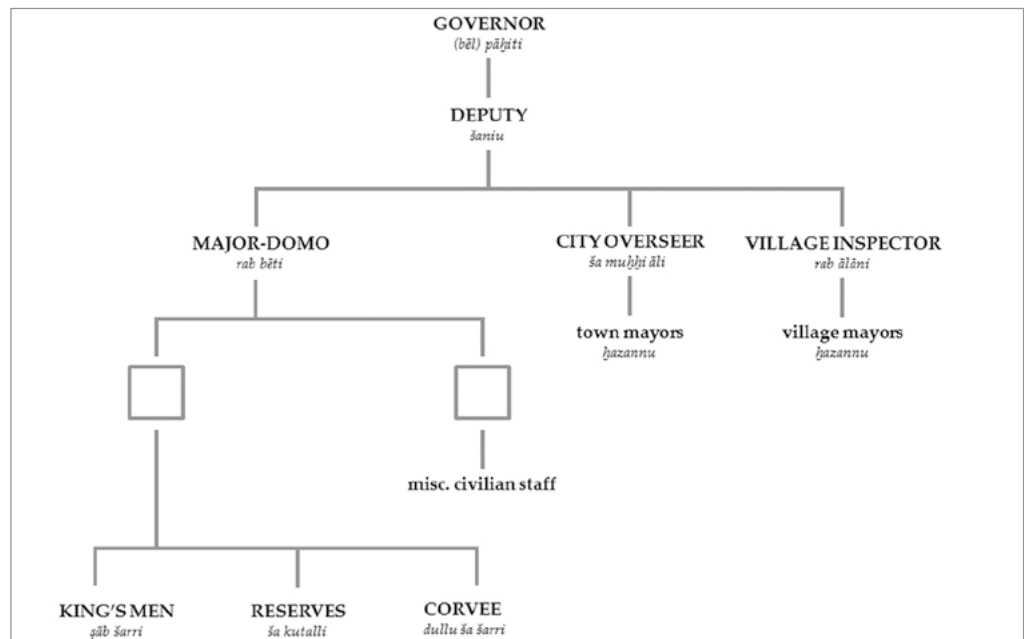 GOVERNOR
(bēl) pāḫiti
DEPUTY
šaniu
MAJOR-DOMO
rab bēti
CITY OVERSEER
ša muḫḫi āli
VILLAGE INSPECTOR
rab ālāni
town mayors
ḫazannu
village mayors
ḫazannu
misc. civilian staff
KING'S MEN
ṣāb šarri
RESERVES
ša kutalli
CORVEE
dullu ša šarri